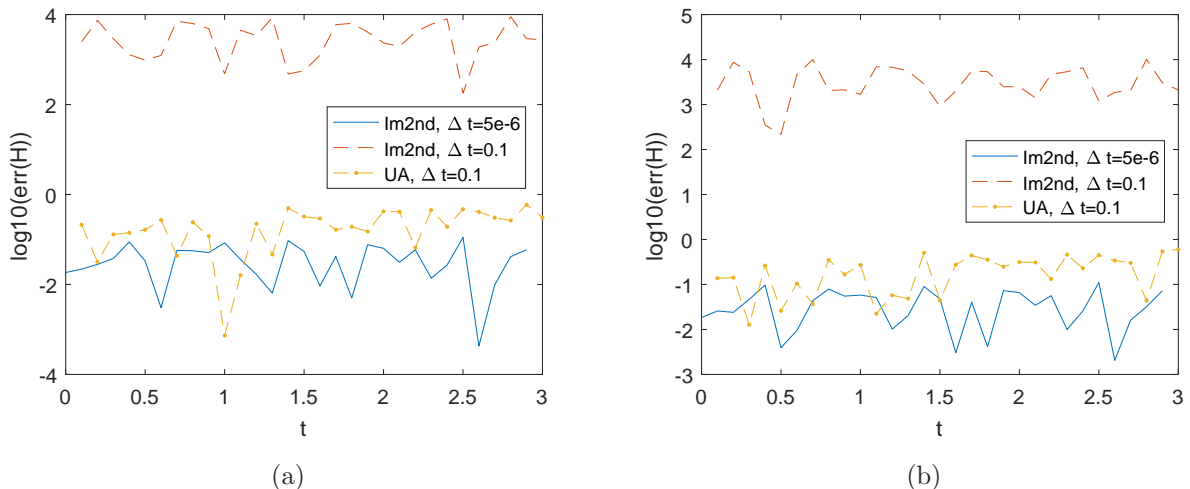 4
2
0
-2
-4
log10(err(H))
Im2nd, Δ t=5e-6
Im2nd, Δ t=0.1
UA, Δ t=0.1
0
0.5
1
1.5
2
2.5
3
t
(a)
5
4
3
2
1
0
-1
-2
-3
log10(err(H))
Im2nd, Δ t=5e-6
Im2nd, Δ t=0.1
UA, Δ t=0.1
0
0.5
1
1.5
2
2.5
3
t
(b)